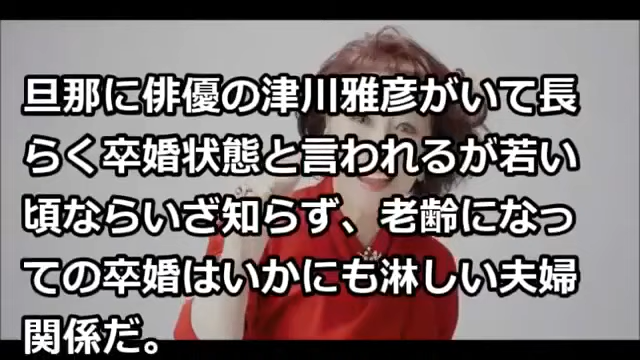 旦那に俳優の津川雅彦がいて長
らく卒婚状態と言われるが若い
頃ならいざ知らず、老齢になっ
ての卒婚はいかにも淋しい夫婦
関係だ。